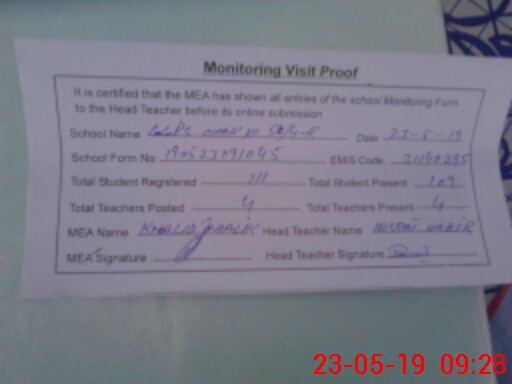 Monitoring Visit Proof
It is certified that the MEA has shown all entries of the school Monitoring Form
to the Head Teacher before its online submission
School Name Date 23-5-19
School Form No: 190523091045 EMIS Code 31140295
Total Student Registered 111 Total Student Present 109
Total Teachers Posted 4 Total Teachers Present 4
MEA Name KHALID Head Teacher Name
MEA Signature Head Teacher Signature
23-05-19 09:28